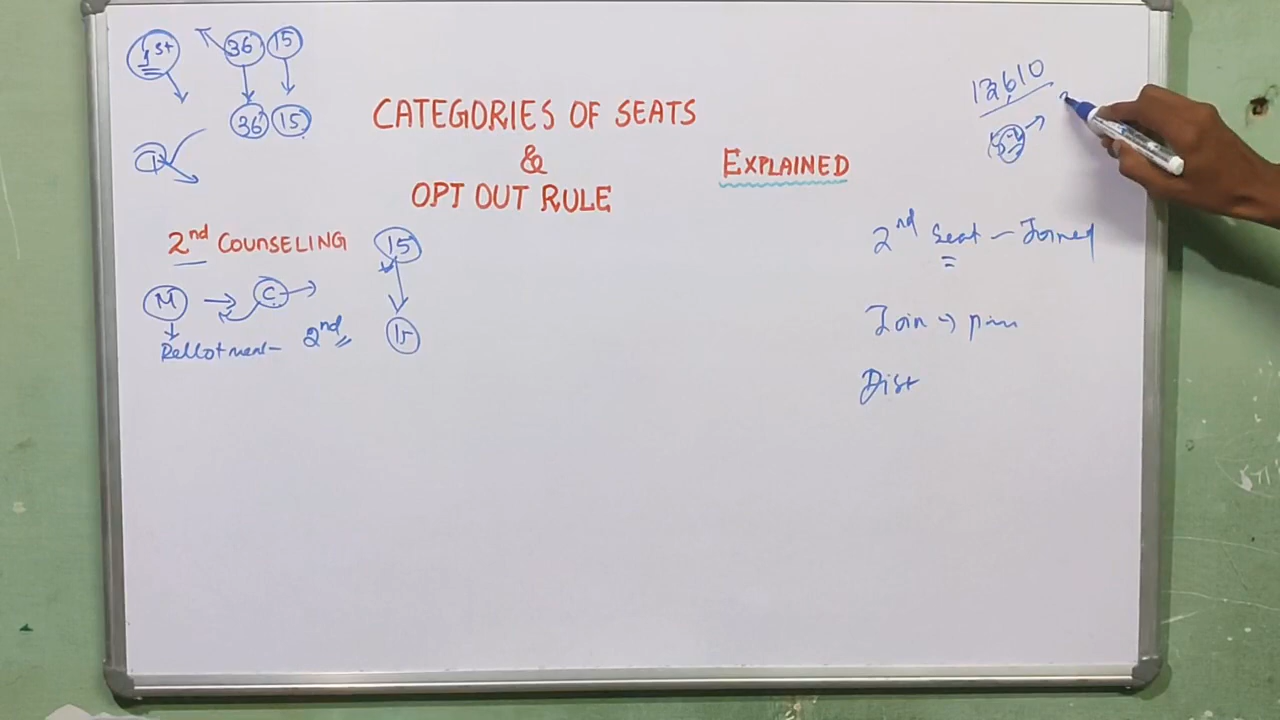 1st 36 15
36 15
CATEGORIES OF SEATS
&
OPT OUT RULE
EXPLAINED
13610
2nd COUNSELING 15
M C
Rellotment- 2nd 15
2nd Seat - Joined
Join
Dist